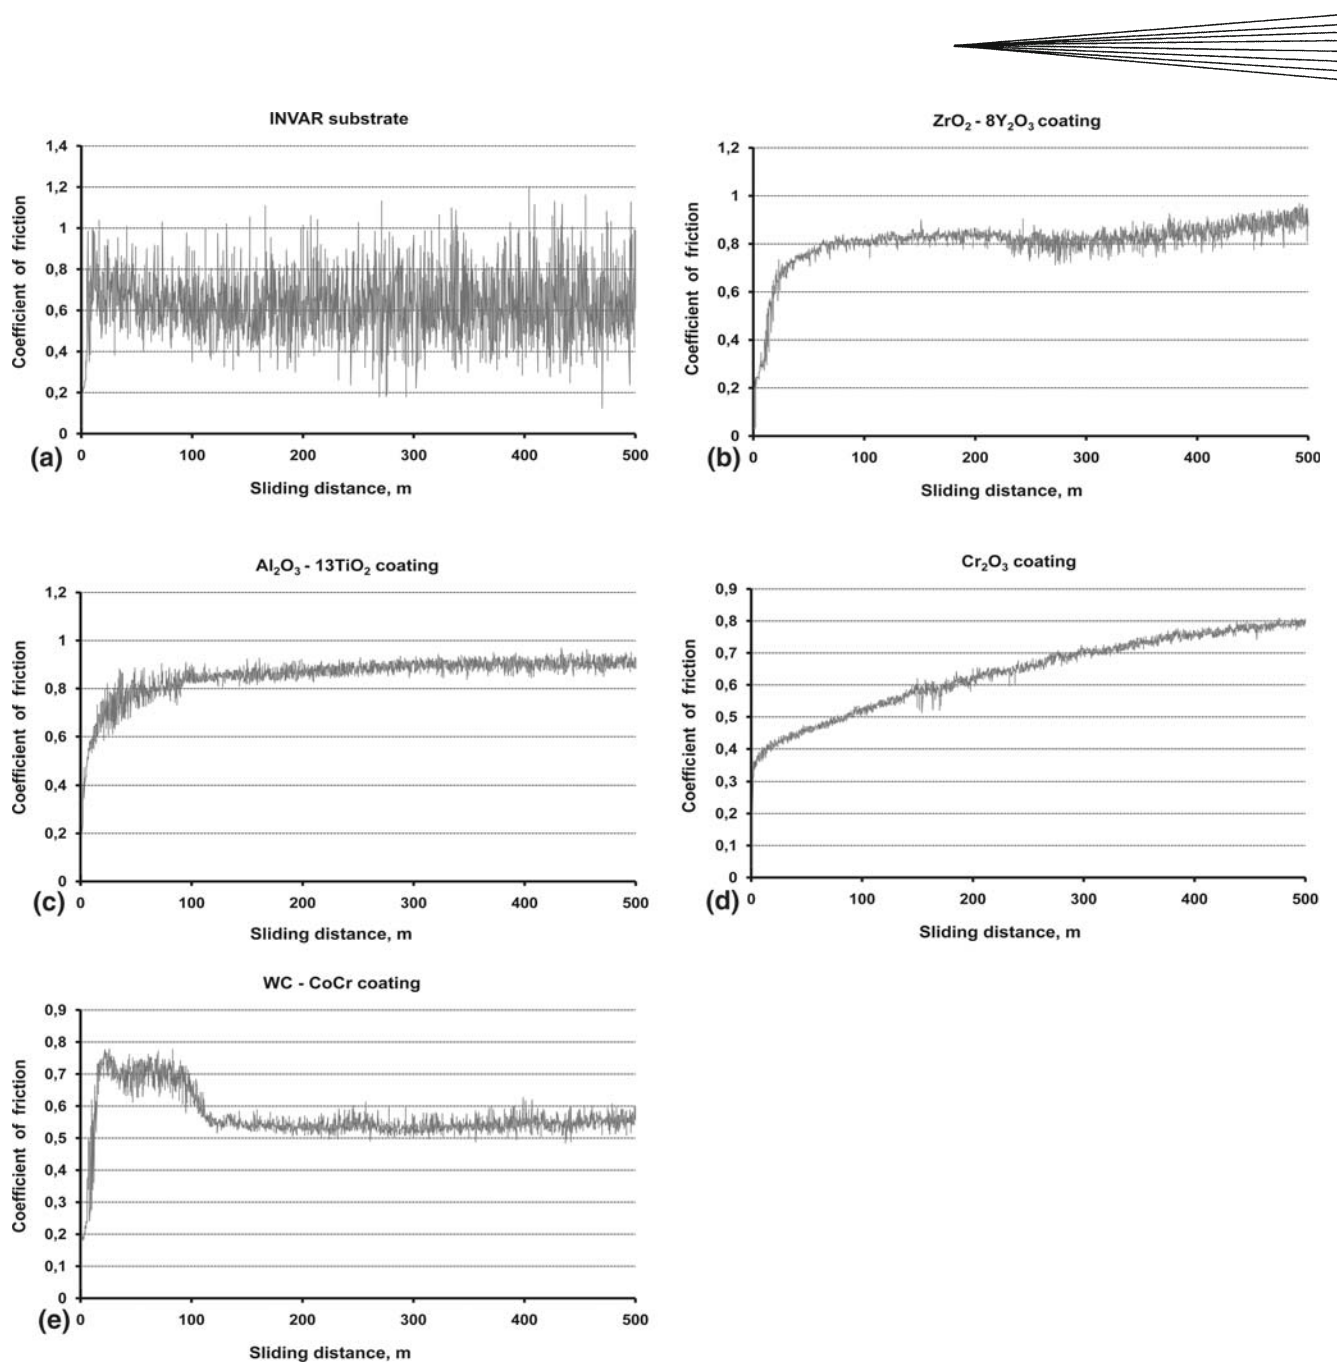 INVAR substrate
1,4
1,2
1
0,8
0,6
0,4
0,2
0
Coefficient of friction
0 100 200 300 400 500
(a)
Sliding distance, m
ZrO₂ - 8Y₂O₃ coating
1,2
1
0,8
0,6
0,4
0,2
0
Coefficient of friction
0 100 200 300 400 500
(b)
Sliding distance, m
Al₂O₃ - 13TiO₂ coating
1,2
1
0,8
0,6
0,4
0,2
0
Coefficient of friction
0 100 200 300 400 500
(c)
Sliding distance, m
Cr₂O₃ coating
0,9
0,8
0,7
0,6
0,5
0,4
0,3
0,2
0,1
0
Coefficient of friction
0 100 200 300 400 500
(d)
Sliding distance, m
WC - CoCr coating
0,9
0,8
0,7
0,6
0,5
0,4
0,3
0,2
0,1
0
Coefficient of friction
0 100 200 300 400 500
(e)
Sliding distance, m